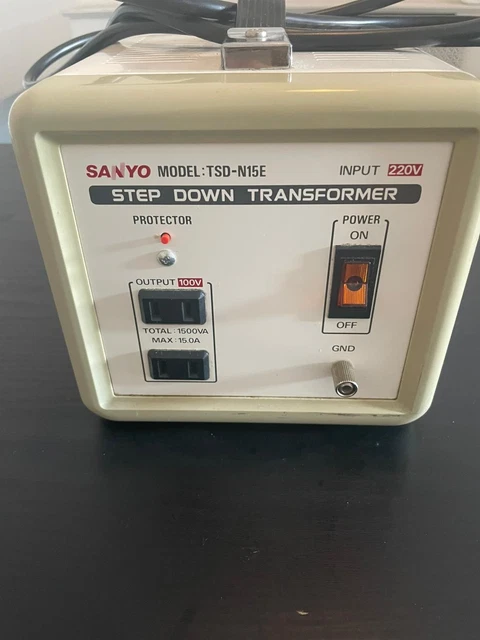 SANYO MODEL:TSD-N15E INPUT 220V
STEP DOWN TRANSFORMER
PROTECTOR
POWER
ON
OFF
OUTPUT 100V
TOTAL:1500VA
MAX:15.0A
GND